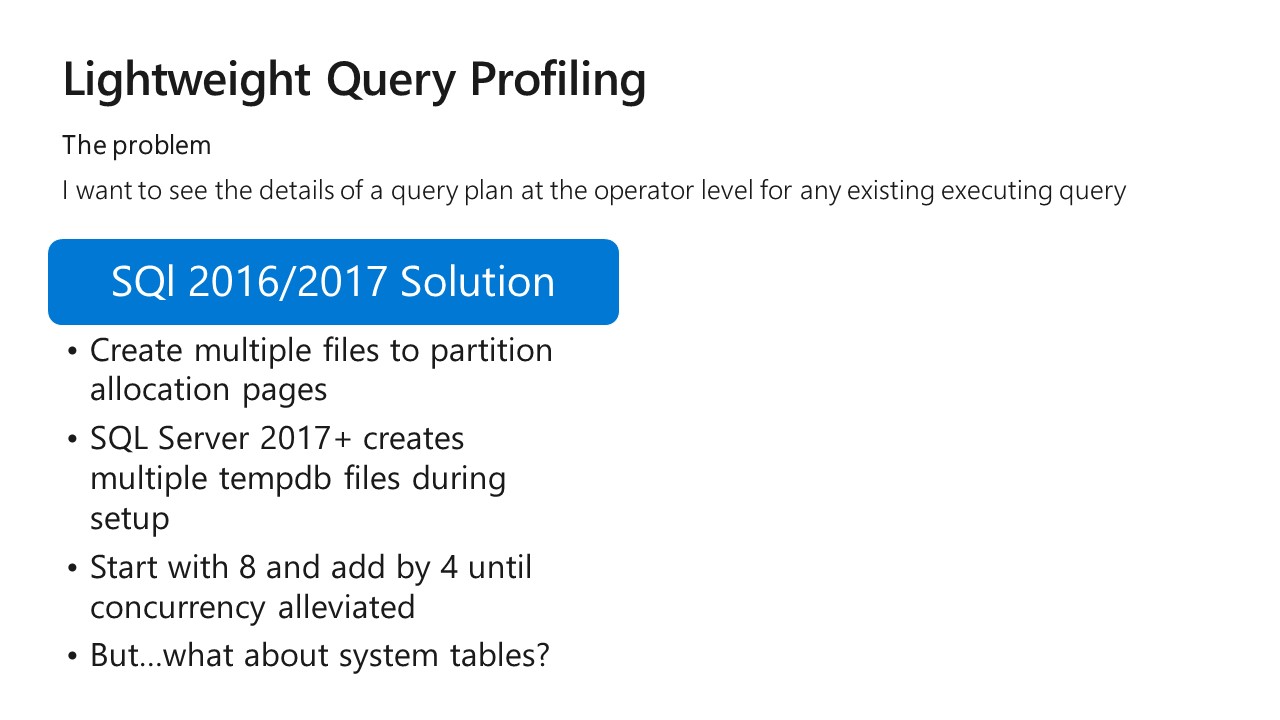 Lightweight Query Profiling
The problem
I want to see the details of a query plan at the operator level for any existing executing query
SQl 2016/2017 Solution
• Create multiple files to partition
allocation pages
• SQL Server 2017+ creates
multiple tempdb files during
setup
• Start with 8 and add by 4 until
concurrency alleviated
• But...what about system tables?